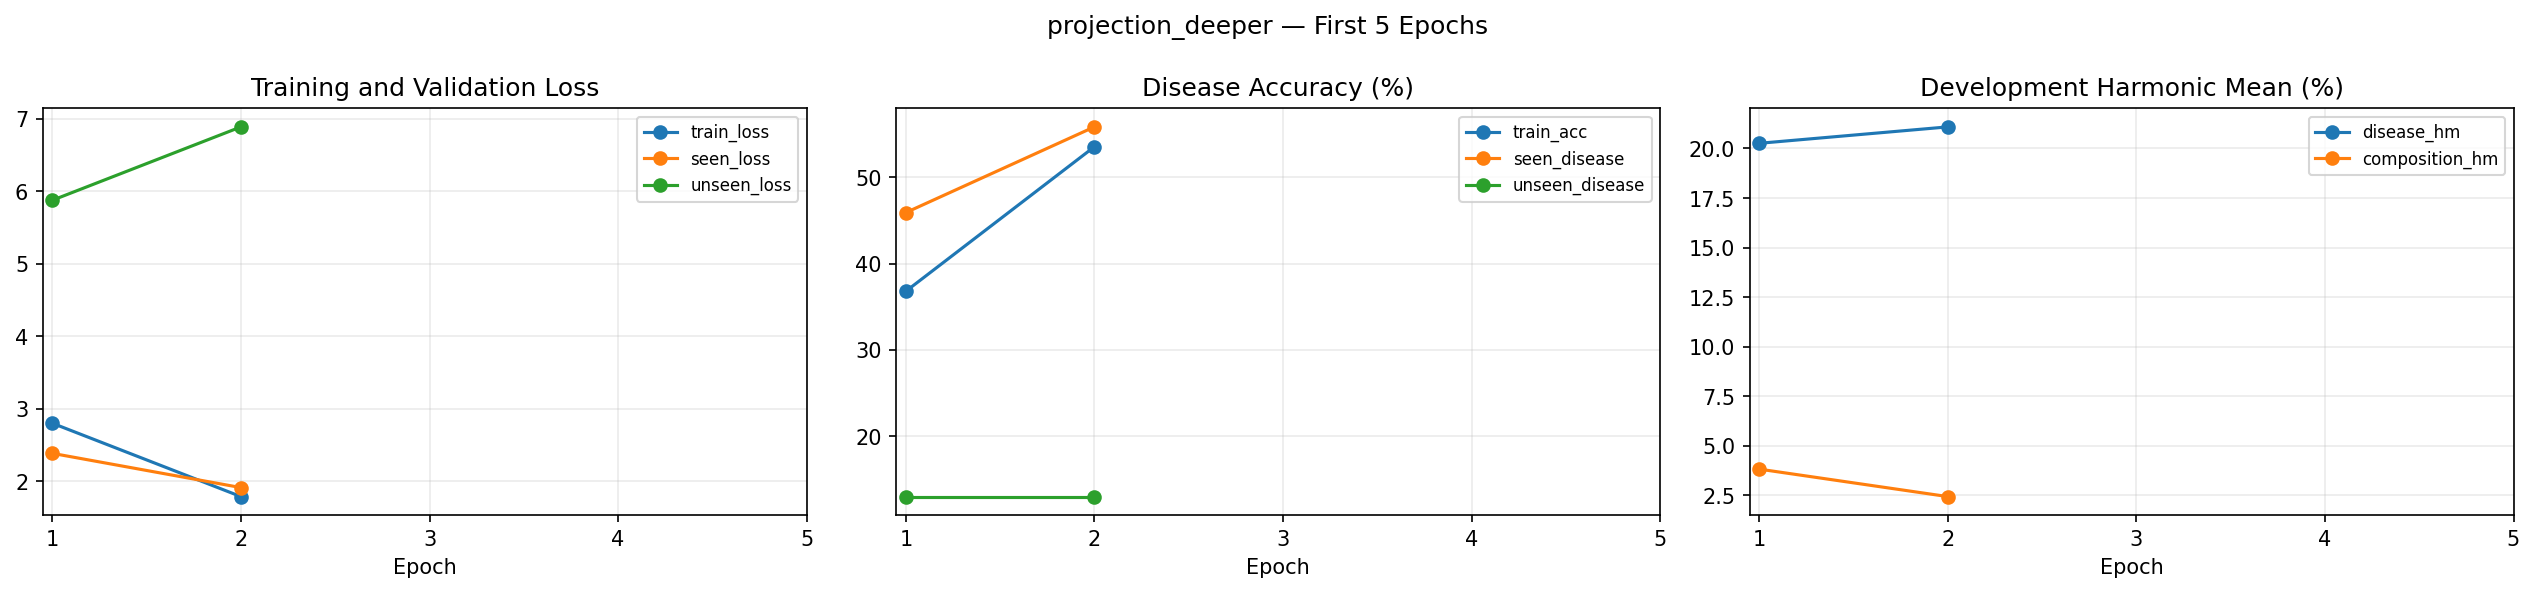 projection_deeper — First 5 Epochs
Training and Validation Loss
7
6
5
4
3
2
train_loss
seen_loss
unseen_loss
1 2 3 4 5
Epoch
Disease Accuracy (%)
50
40
30
20
train_acc
seen_disease
unseen_disease
1 2 3 4 5
Epoch
Development Harmonic Mean (%)
20.0
17.5
15.0
12.5
10.0
7.5
5.0
2.5
disease_hm
composition_hm
1 2 3 4 5
Epoch